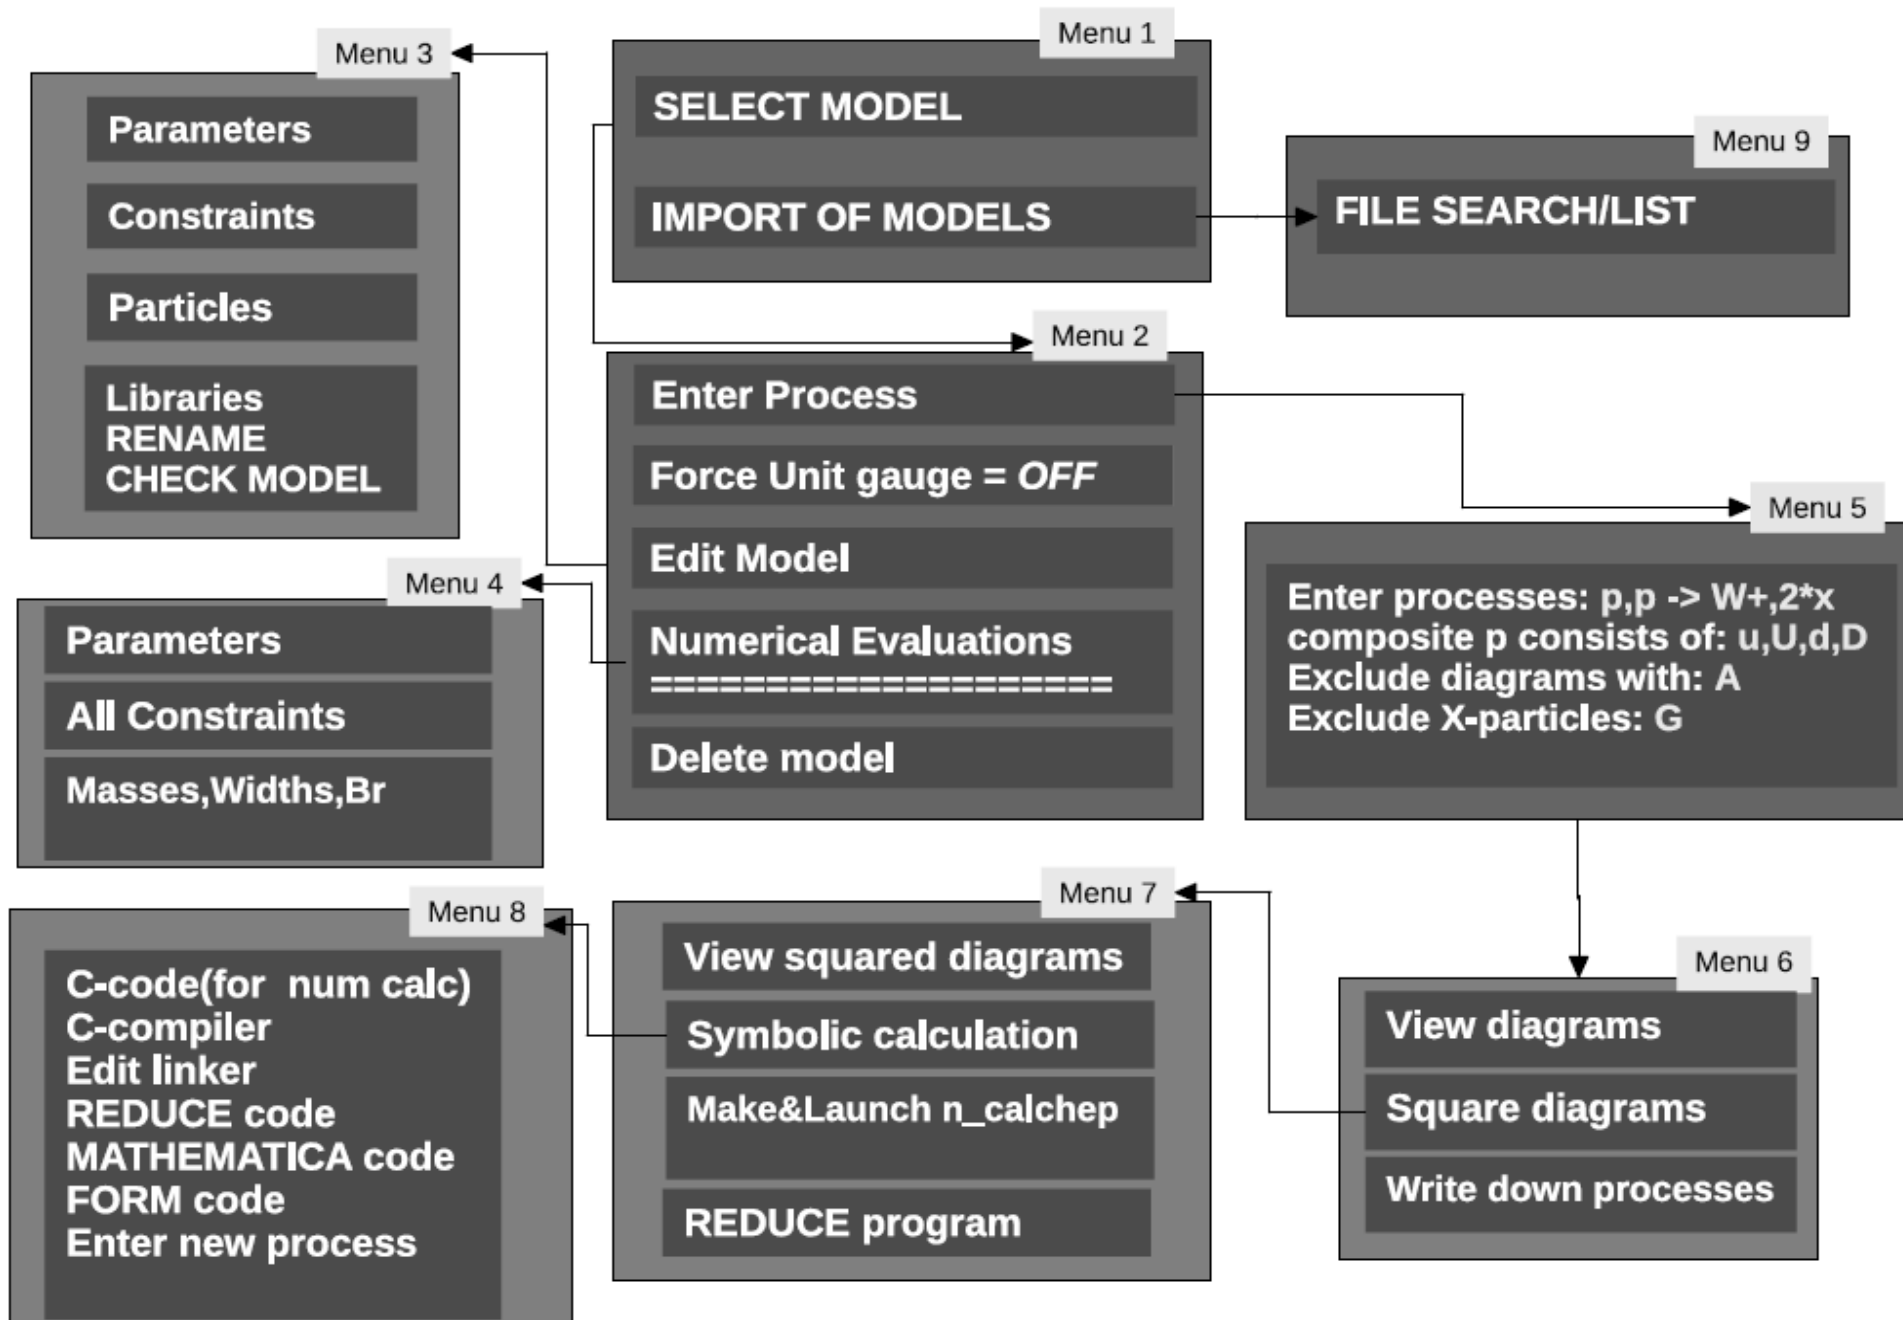 Menu 1
SELECT MODEL
IMPORT OF MODELS
Menu 9
FILE SEARCH/LIST
Menu 3
Parameters
Constraints
Particles
Libraries
RENAME
CHECK MODEL
Menu 2
Enter Process
Force Unit gauge = OFF
Edit Model
Numerical Evaluations
====================
Delete model
Menu 4
Parameters
All Constraints
Masses,Widths,Br
Menu 5
Enter processes: p,p -> W+,2*x
composite p consists of: u,U,d,D
Exclude diagrams with: A
Exclude X-particles: G
Menu 6
View diagrams
Square diagrams
Write down processes
Menu 7
View squared diagrams
Symbolic calculation
Make&Launch n_calchep
REDUCE program
Menu 8
C-code(for  num calc)
C-compiler
Edit linker
REDUCE code
MATHEMATICA code
FORM code
Enter new process